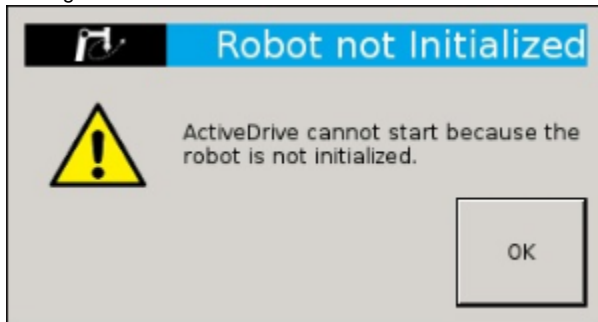 Robot not Initialized
ActiveDrive cannot start because the
robot is not initialized.
OK